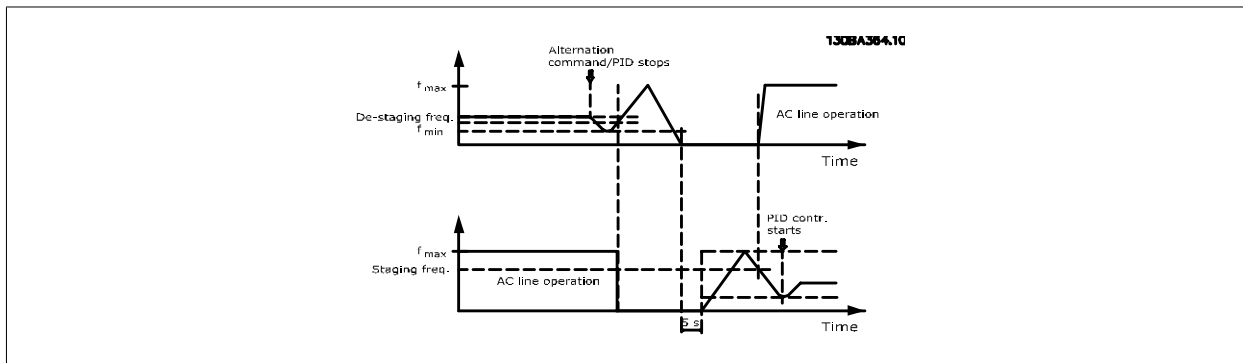 130BA364.10
Alternation
command/PID stops
f max
De-staging freq.
f min
AC line operation
Time
PID contr.
starts
f max
Staging freq.
AC line operation
5 s
Time